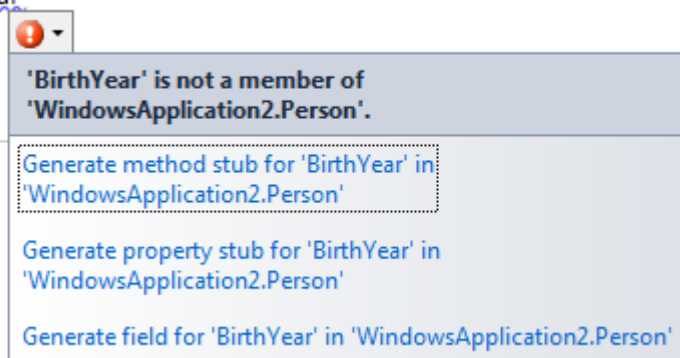 'BirthYear' is not a member of
'WindowsApplication2.Person'.
Generate method stub for 'BirthYear' in
'WindowsApplication2.Person'
Generate property stub for 'BirthYear' in
'WindowsApplication2.Person'
Generate field for 'BirthYear' in 'WindowsApplication2.Person'